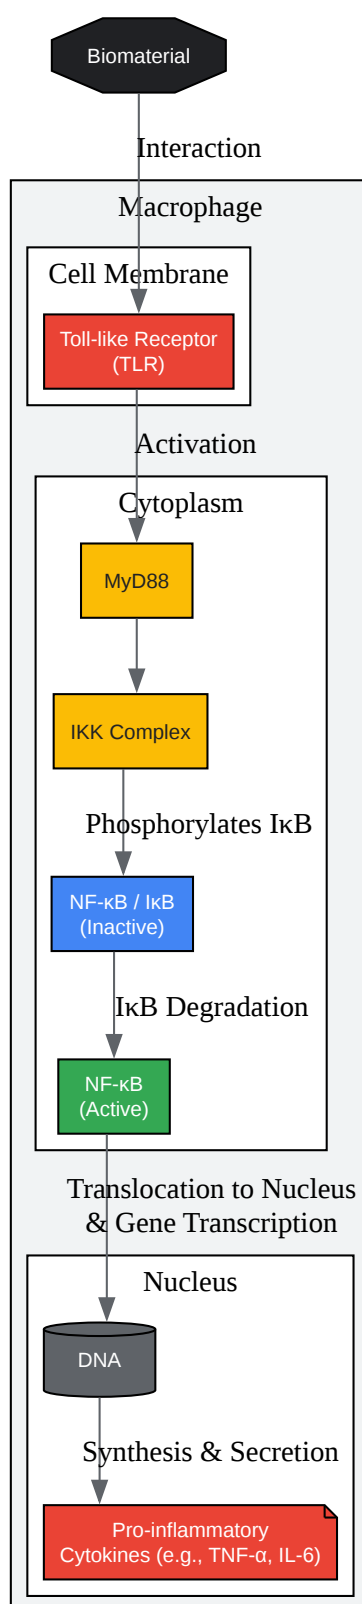 Biomaterial
Interaction
Macrophage
Cell Membrane
Toll-like Receptor
(TLR)
Activation
Cytoplasm
MyD88
IKK Complex
Phosphorylates IκB
NF-κB / IκB
(Inactive)
IκB Degradation
NF-κB
(Active)
Translocation to Nucleus
& Gene Transcription
Nucleus
DNA
Synthesis & Secretion
Pro-inflammatory
Cytokines (e.g., TNF-α, IL-6)